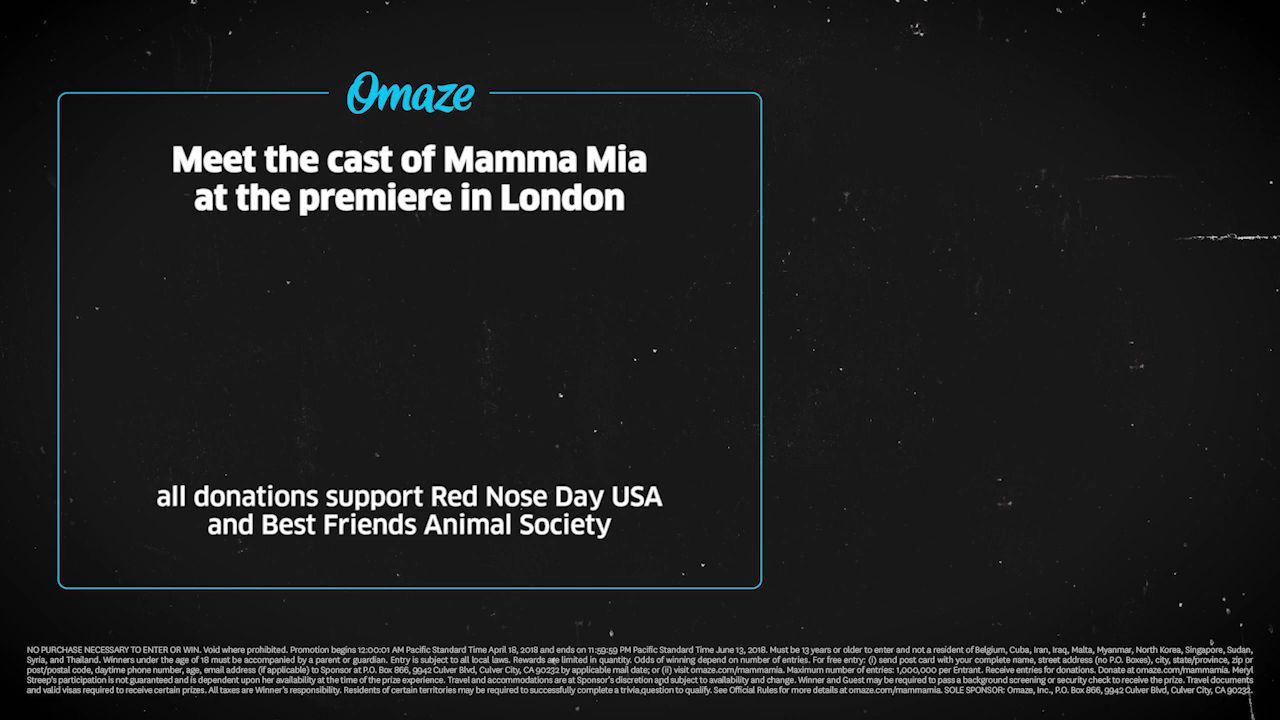 Omaze
Meet the cast of Mamma Mia
at the premiere in London
all donations support Red Nose Day USA
and Best Friends Animal Society
NO PURCHASE NECESSARY TO ENTER OR WIN. Void where prohibited. Promotion begins 12:00:01 AM Pacific Standard Time April 18, 2018 and ends on 11:59:59 PM Pacific Standard Time June 13, 2018. Must be 13 years or older to enter and not a resident of Belgium, Cuba, Iran, Iraq, Malta, Myanmar, North Korea, Singapore, Sudan,
Syria, and Thailand. Winners under the age of 18 must be accompanied by a parent or guardian. Entry is subject to all local laws. Rewards are limited in quantity. Odds of winning depend on number of entries. For free entry: (i) send post card with your complete name, street address (no P.O. Boxes), city, state/province, zip or
post/postal code, daytime phone number, age, email address (if applicable) to Sponsor at P.O. Box 866, 9942 Culver Blvd, Culver City, CA 90232 by applicable mail date; or (ii) visit omaze.com/mammamia. Maximum number of entries: 1,000,000 per Entrant. Receive entries for donations. Donate at omaze.com/mammamia. Meryl
Streep's participation is not guaranteed and is dependent upon her availability at the time of the prize experience. Travel and accommodations are at Sponsor's discretion and subject to availability and change. Winner and Guest may be required to pass a background screening or security check to receive the prize. Travel documents
and valid visas required to receive certain prizes. All taxes are Winner's responsibility. Residents of certain territories may be required to successfully complete a trivia question to qualify. See Official Rules for more details at omaze.com/mammamia. SOLE SPONSOR: Omaze, Inc., P.O. Box 866, 9942 Culver Blvd, Culver City, CA 90232.